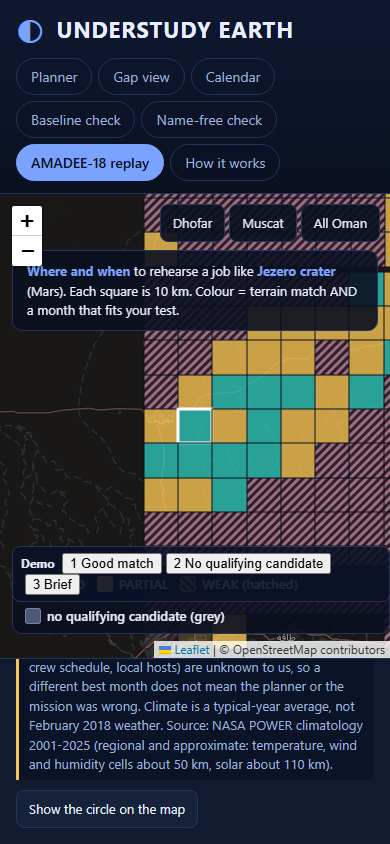 UNDERSTUDY EARTH
Planner
Gap view
Calendar
Baseline check
Name-free check
AMADEE-18 replay
How it works
+
−
Dhofar
Muscat
All Oman
Where and when to rehearse a job like Jezero crater
(Mars). Each square is 10 km. Colour = terrain match AND
a month that fits your test.
Demo
1 Good match
2 No qualifying candidate
3 Brief
PARTIAL
WEAK (hatched)
no qualifying candidate (grey)
Leaflet | © OpenStreetMap contributors
crew schedule, local hosts) are unknown to us, so a
different best month does not mean the planner or the
mission was wrong. Climate is a typical-year average, not
February 2018 weather. Source: NASA POWER climatology
2001-2025 (regional and approximate: temperature, wind
and humidity cells about 50 km, solar about 110 km).
Show the circle on the map